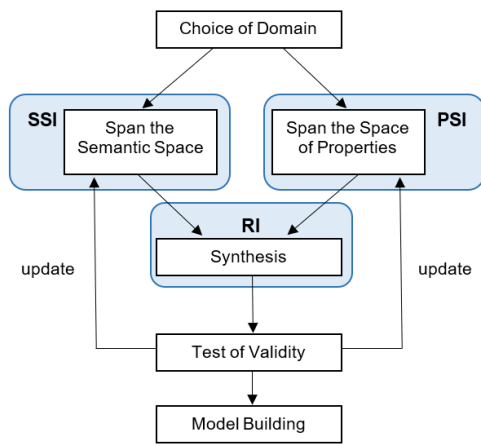 Choice of Domain
SSI
Span the
Semantic Space
Span the Space
of Properties
PSI
RI
Synthesis
update
update
Test of Validity
Model Building